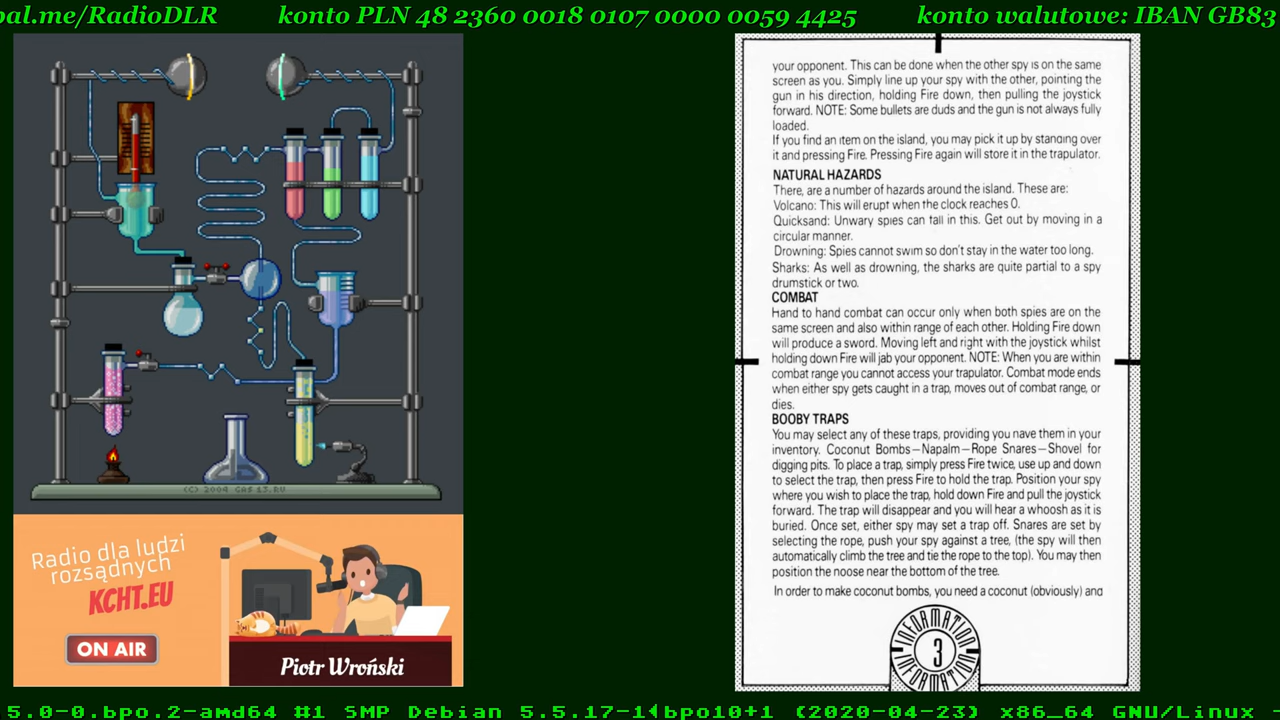 pal.me/RadioDLR konto PLN 48 2360 0018 0107 0000 0059 4425 konto walutowe: IBAN GB83
(C) 2004 GAS 13.RU
Radio dla ludzi
rozsądnych
KCHT.EU
ON AIR
Piotr Wroński
your opponent. This can be done when the other spy is on the same
screen as you. Simply line up your spy with the other, pointing the
gun in his direction, holding Fire down, then pulling the joystick
forward. NOTE: Some bullets are duds and the gun is not always fully
loaded.
If you find an item on the island, you may pick it up by standing over
it and pressing Fire. Pressing Fire again will store it in the trapulator.
NATURAL HAZARDS
There, are a number of hazards around the island. These are:
Volcano: This will erupt when the clock reaches 0.
Quicksand: Unwary spies can fall in this. Get out by moving in a
circular manner.
Drowning: Spies cannot swim so don't stay in the water too long.
Sharks: As well as drowning, the sharks are quite partial to a spy
drumstick or two.
COMBAT
Hand to hand combat can occur only when both spies are on the
same screen and also within range of each other. Holding Fire down
will produce a sword. Moving left and right with the joystick whilst
holding down Fire will jab your opponent. NOTE: When you are within
combat range you cannot access your trapulator. Combat mode ends
when either spy gets caught in a trap, moves out of combat range, or
dies.
BOOBY TRAPS
You may select any of these traps, providing you have them in your
inventory. Coconut Bombs—Napalm—Rope Snares—Shovel for
digging pits. To place a trap, simply press Fire twice, use up and down
to select the trap, then press Fire to hold the trap. Position your spy
where you wish to place the trap, hold down Fire and pull the joystick
forward. The trap will disappear and you will hear a whoosh as it is
buried. Once set, either spy may set a trap off. Snares are set by
selecting the rope, push your spy against a tree, (the spy will then
automatically climb the tree and tie the rope to the top). You may then
position the noose near the bottom of the tree.
In order to make coconut bombs, you need a coconut (obviously) and
INFORMATION
3
INFORMATION
5.0-0.bpo.2-amd64 #1 SMP Debian 5.5.17-1 bpo10+1 (2020-04-23) x86_64 GNU/Linux -